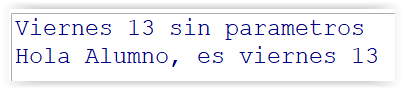 Viernes 13 sin parametros
Hola Alumno, es viernes 13